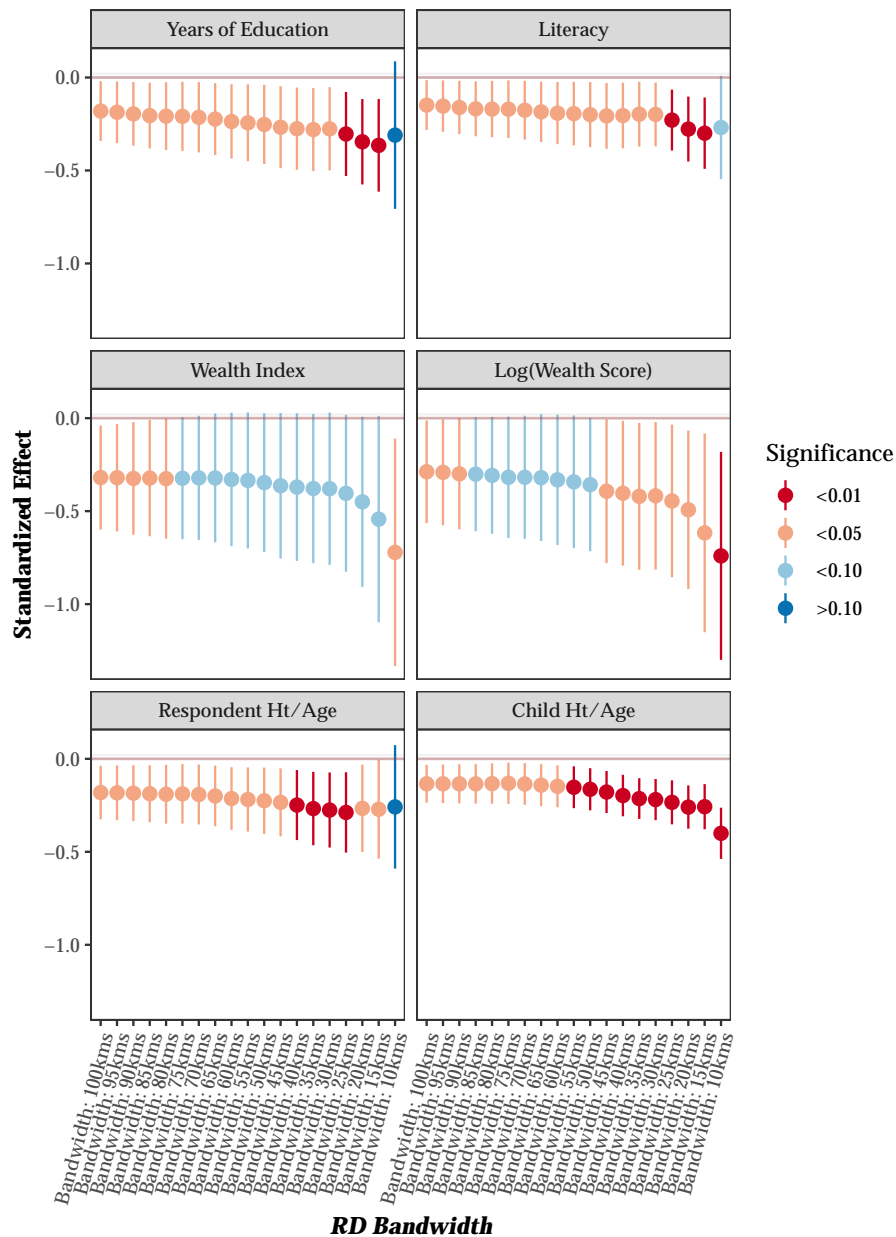 Years of Education
Literacy
0.0
−0.5
−1.0
Wealth Index
Log(Wealth Score)
0.0
−0.5
−1.0
Respondent Ht/Age
Child Ht/Age
0.0
−0.5
−1.0
Standardized Effect
Bandwidth: 100kms
Bandwidth: 95kms
Bandwidth: 90kms
Bandwidth: 85kms
Bandwidth: 80kms
Bandwidth: 75kms
Bandwidth: 70kms
Bandwidth: 65kms
Bandwidth: 60kms
Bandwidth: 55kms
Bandwidth: 50kms
Bandwidth: 45kms
Bandwidth: 40kms
Bandwidth: 35kms
Bandwidth: 30kms
Bandwidth: 25kms
Bandwidth: 20kms
Bandwidth: 15kms
Bandwidth: 10kms
Bandwidth: 100kms
Bandwidth: 95kms
Bandwidth: 90kms
Bandwidth: 85kms
Bandwidth: 80kms
Bandwidth: 75kms
Bandwidth: 70kms
Bandwidth: 65kms
Bandwidth: 60kms
Bandwidth: 55kms
Bandwidth: 50kms
Bandwidth: 45kms
Bandwidth: 40kms
Bandwidth: 35kms
Bandwidth: 30kms
Bandwidth: 25kms
Bandwidth: 20kms
Bandwidth: 15kms
Bandwidth: 10kms
RD Bandwidth
Significance
<0.01
<0.05
<0.10
>0.10